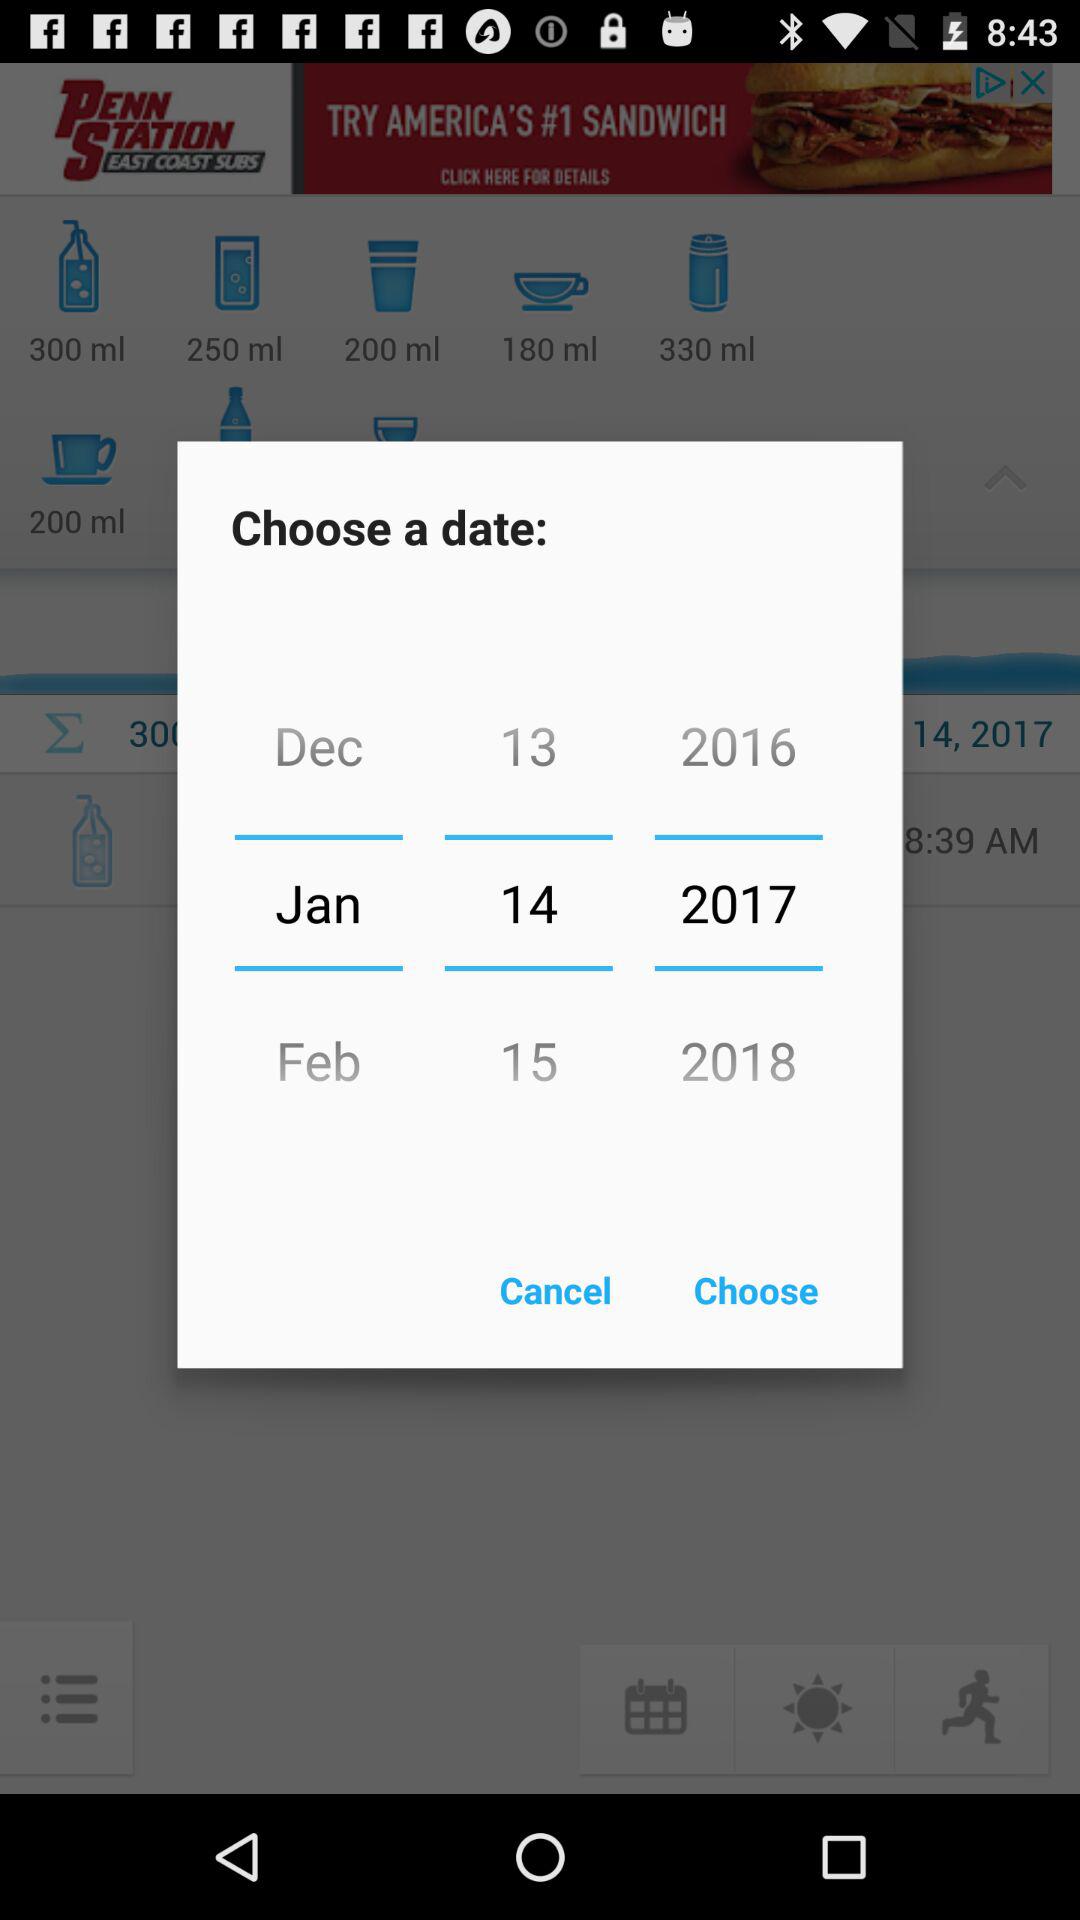 8:43
PENN STATION
EAST COAST SUBS
TRY AMERICA'S #1 SANDWICH
CLICK HERE FOR DETAILS
300 ml 250 ml 200 ml 180 ml 330 ml
200 ml
Choose a date:
Σ 300 14, 2017
8:39 AM
Dec 13 2016
Jan 14 2017
Feb 15 2018
Cancel Choose